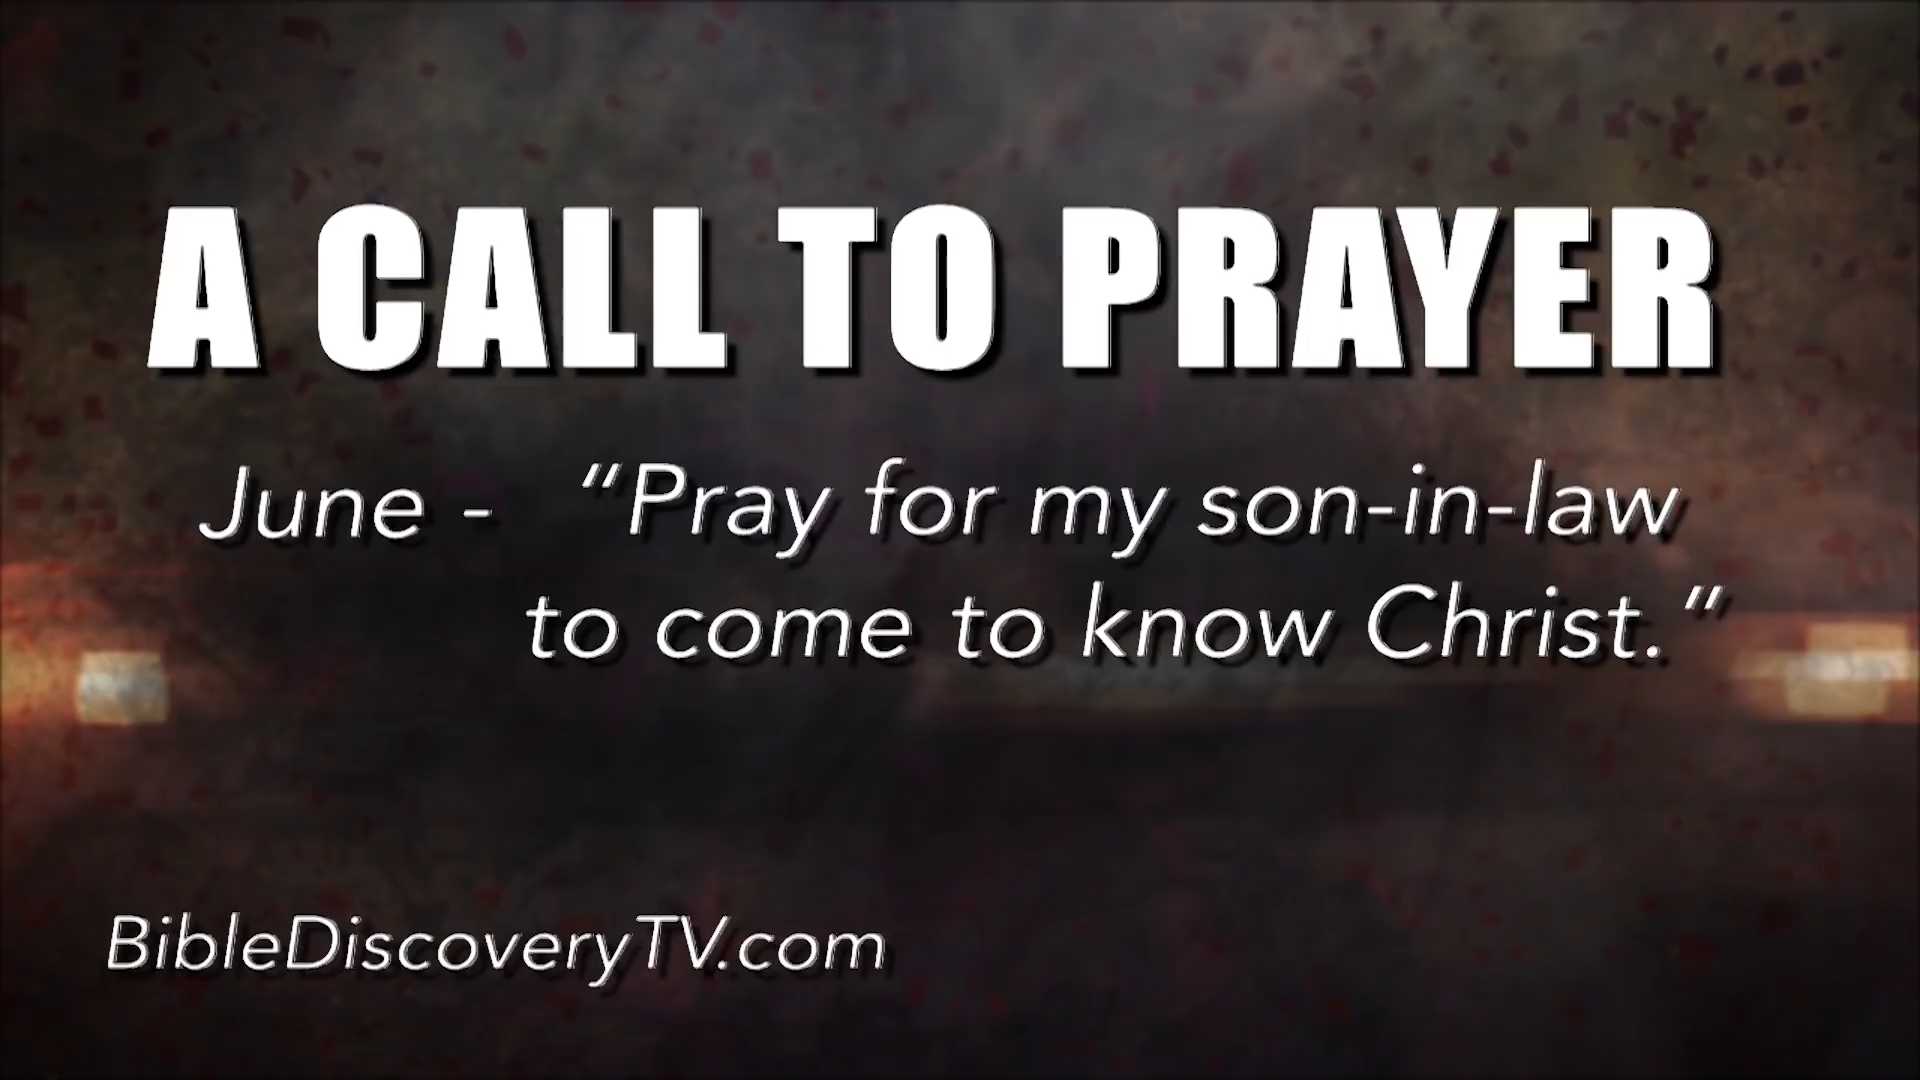 A CALL TO PRAYER
June - “Pray for my son-in-law
to come to know Christ.”
BibleDiscoveryTV.com